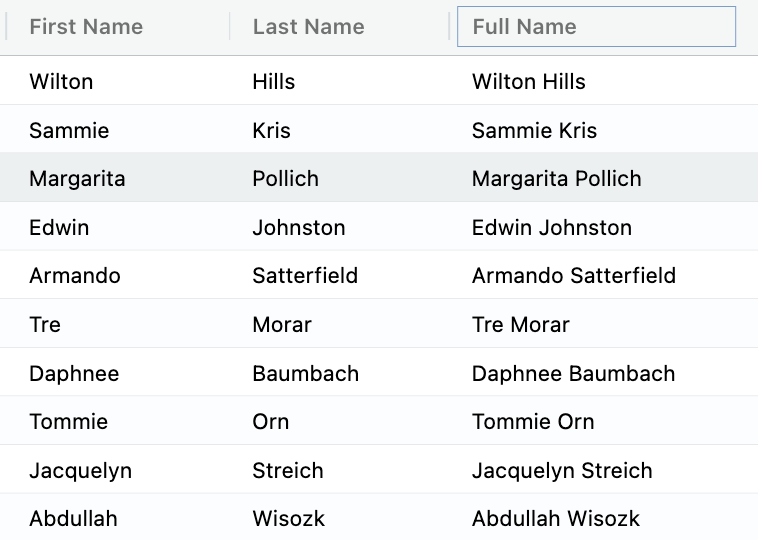 First Name Last Name Full Name
Wilton Hills Wilton Hills
Sammie Kris Sammie Kris
Margarita Pollich Margarita Pollich
Edwin Johnston Edwin Johnston
Armando Satterfield Armando Satterfield
Tre Morar Tre Morar
Daphnee Baumbach Daphnee Baumbach
Tommie Orn Tommie Orn
Jacquelyn Streich Jacquelyn Streich
Abdullah Wisozk Abdullah Wisozk